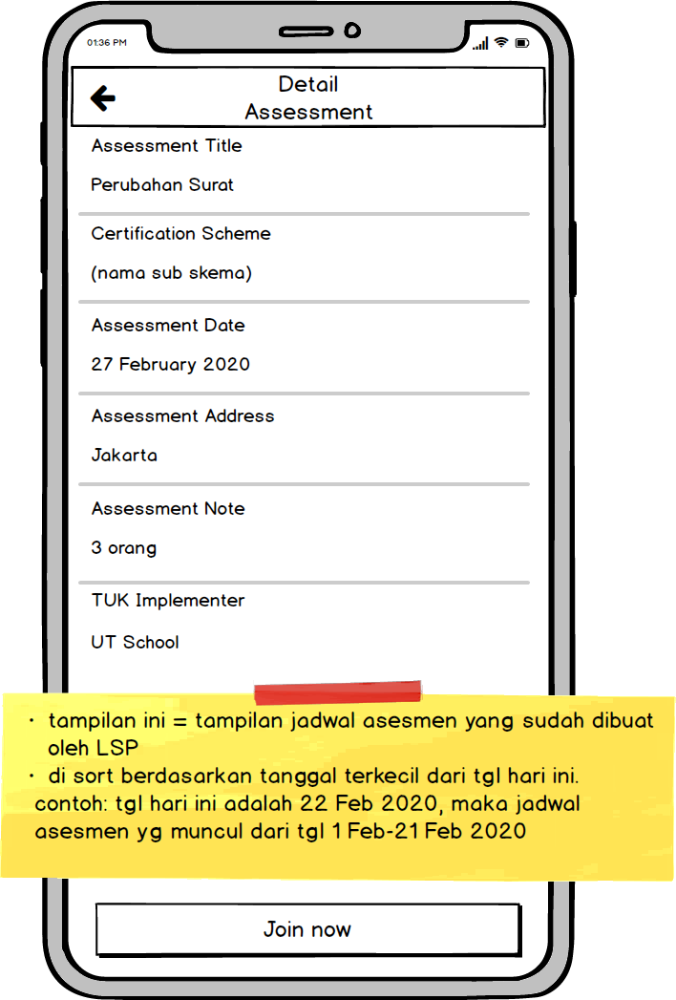 01:36 PM
Detail
Assessment
Assessment Title
Perubahan Surat
Certification Scheme
(nama sub skema)
Assessment Date
27 February 2020
Assessment Address
Jakarta
Assessment Note
3 orang
TUK Implementer
UT School
• tampilan ini = tampilan jadwal asesmen yang sudah dibuat
oleh LSP
• di sort berdasarkan tanggal terkecil dari tgl hari ini.
contoh: tgl hari ini adalah 22 Feb 2020, maka jadwal
asesmen yg muncul dari tgl 1 Feb-21 Feb 2020
Join now